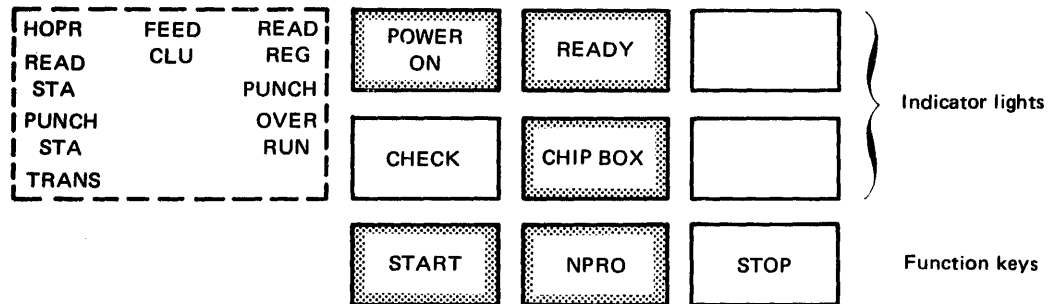 HOPR FEED READ
READ CLU REG
STA PUNCH
PUNCH OVER
STA RUN
TRANS
POWER
ON
READY
CHECK
CHIP BOX
Indicator lights
START
NPRO
STOP
Function keys